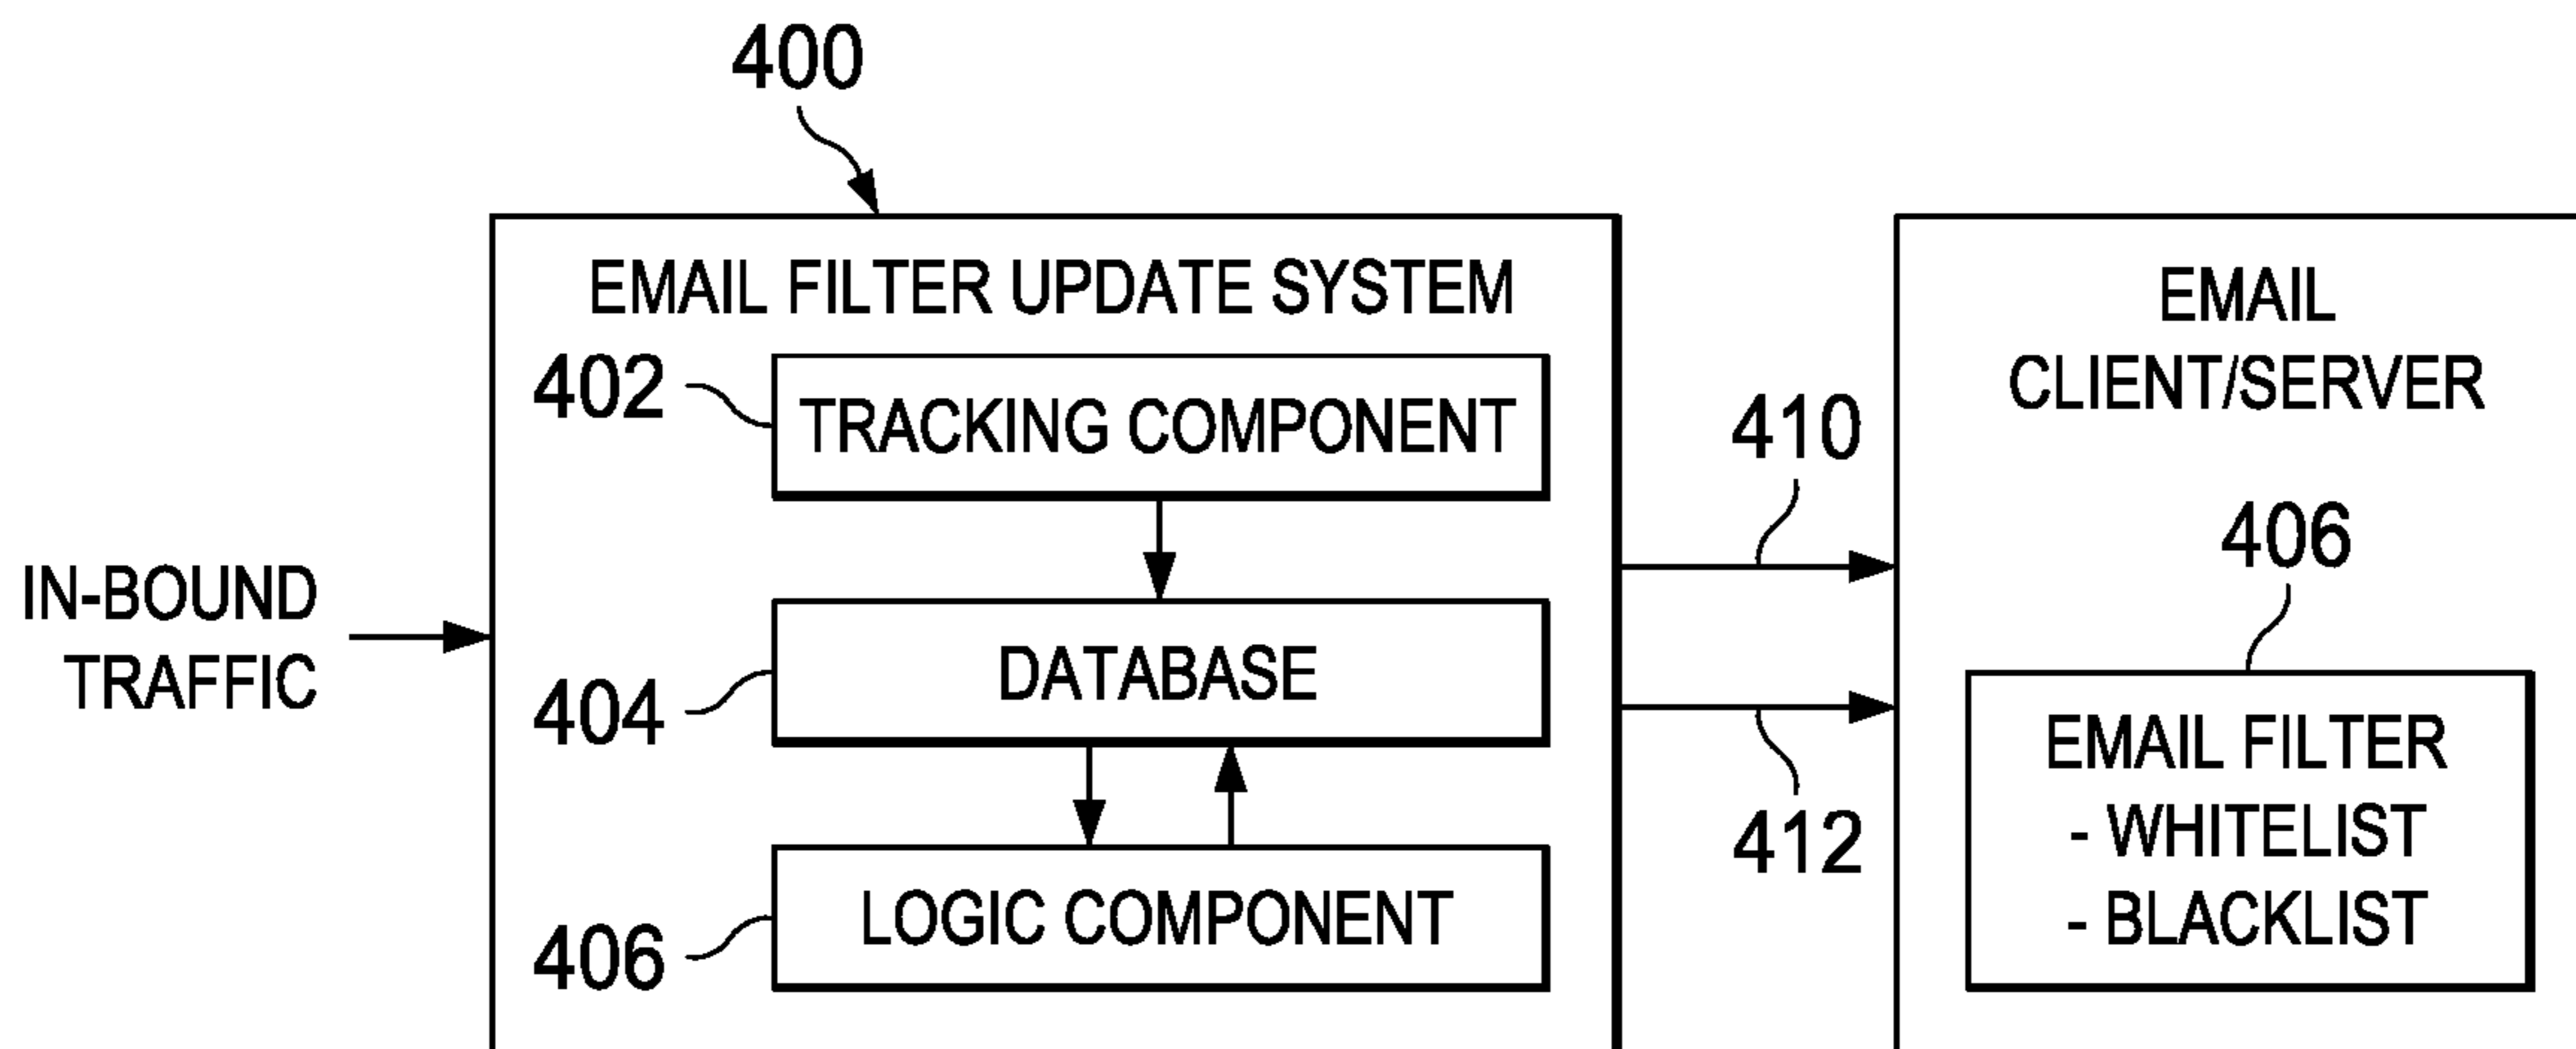 400
EMAIL FILTER UPDATE SYSTEM
402
TRACKING COMPONENT
IN-BOUND
TRAFFIC
404
DATABASE
406
LOGIC COMPONENT
410
412
EMAIL
CLIENT/SERVER
406
EMAIL FILTER
- WHITELIST
- BLACKLIST